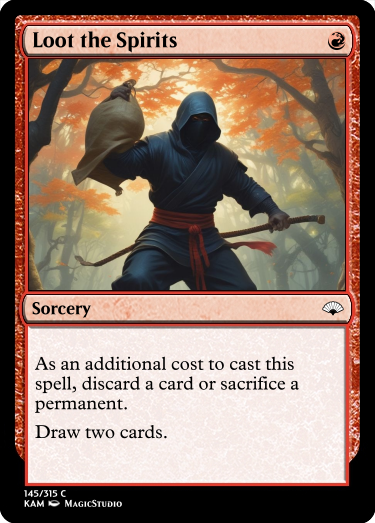 Loot the Spirits
Sorcery
As an additional cost to cast this
spell, discard a card or sacrifice a
permanent.
Draw two cards.
145/315 C
KAM MagicStudio